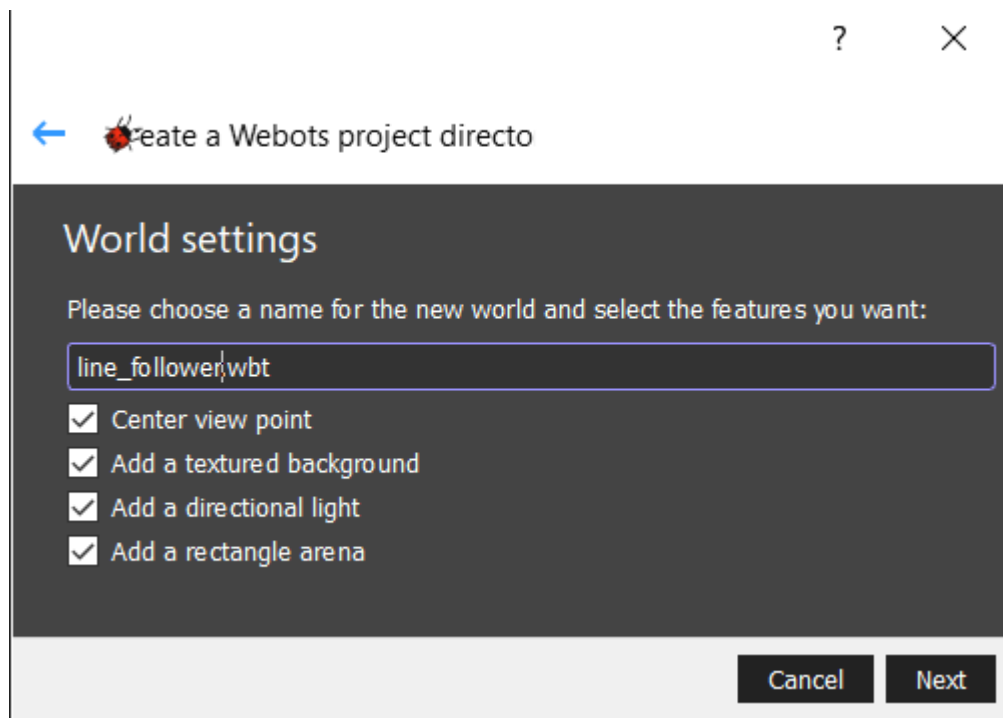 ?
eate a Webots project directo
World settings
Please choose a name for the new world and select the features you want:
line_follower.wbt
Center view point
Add a textured background
Add a directional light
Add a rectangle arena
Cancel
Next